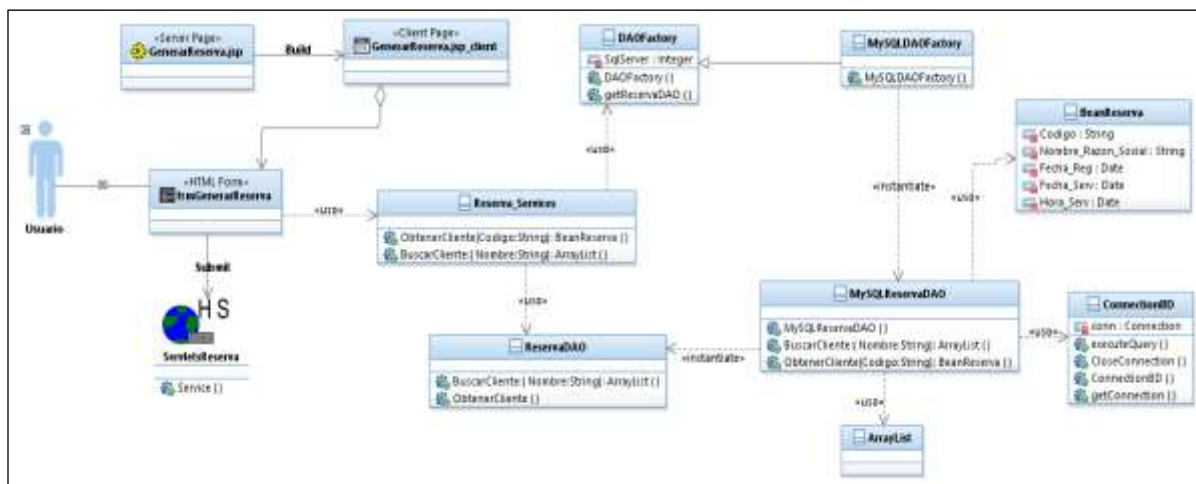 «Server Page»
GenerarReserva.jsp
Build
«Client Page»
GenerarReserva.jsp_client
DAOFactory
SqlServer : Integer
DAOFactory ()
getReservaDAO ()
MySQLDAOFactory
MySQLDAOFactory ()
BeanReserva
Codigo : String
Nombre_Razon_Social : String
Fecha_Reg : Date
Fecha_Serv : Date
Hora_Serv : Date
«use»
«instantiate»
«use»
Usuario
«HTML Form»
frmGenerarReserva
«use»
Reserva_Services
ObtenerCliente(Codigo:String): BeanReserva ()
BuscarCliente:( Nombre:String): ArrayList ()
Submit
HS
ServletsReserva
Service ()
«use»
ReservaDAO
BuscarCliente:( Nombre:String): ArrayList ()
ObtenerCliente ()
«instantiate»
MySQLReservaDAO
MySQLReservaDAO ()
BuscarCliente:( Nombre:String): ArrayList ()
ObtenerCliente(Codigo:String): BeanReserva ()
«use»
ConnectionBD
conn : Connection
executeQuery ()
CloseConnection ()
ConnectionBD ()
getConnection ()
«use»
ArrayList